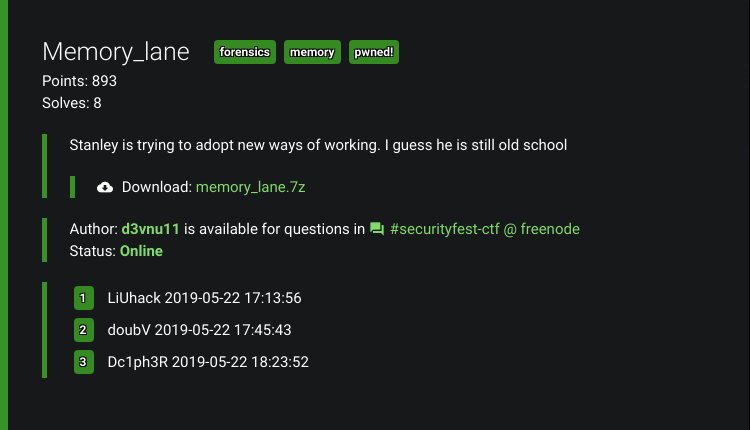 Memory_lane forensics memory pwned!
Points: 893
Solves: 8
Stanley is trying to adopt new ways of working. I guess he is still old school
Download: memory_lane.7z
Author: d3vnu11 is available for questions in #securityfest-ctf @ freenode
Status: Online
1 LiUhack 2019-05-22 17:13:56
2 doubV 2019-05-22 17:45:43
3 Dc1ph3R 2019-05-22 18:23:52